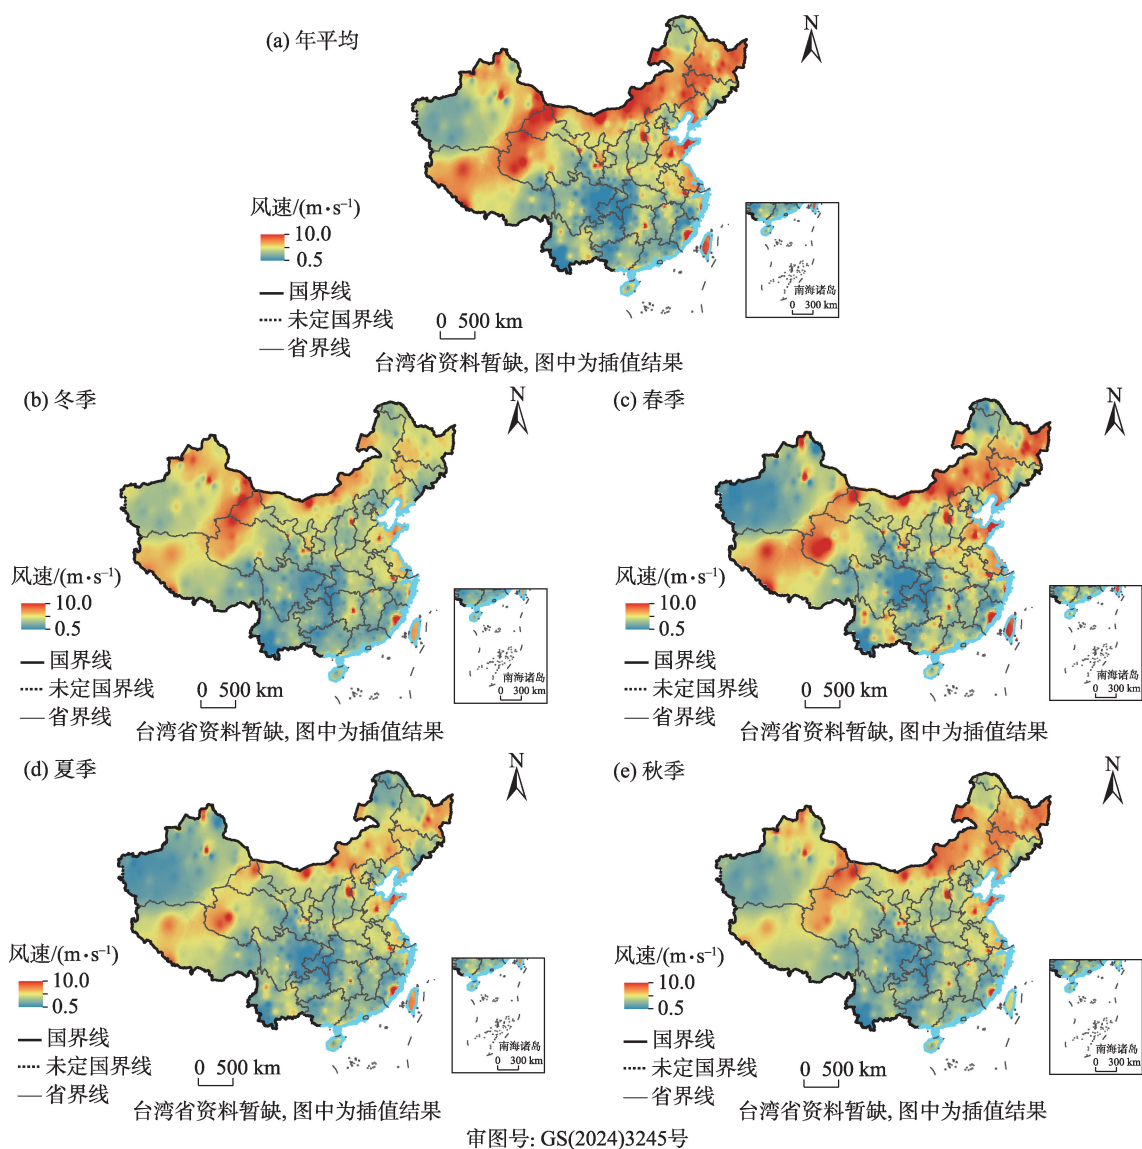 (a) 年平均
N
风速/(m·s⁻¹)
10.0
0.5
国界线
未定国界线
省界线
0 500 km
南海诸岛
0 300 km
台湾省资料暂缺, 图中为插值结果
(b) 冬季
N
风速/(m·s⁻¹)
10.0
0.5
国界线
未定国界线
省界线
0 500 km
南海诸岛
0 300 km
台湾省资料暂缺, 图中为插值结果
(c) 春季
N
风速/(m·s⁻¹)
10.0
0.5
国界线
未定国界线
省界线
0 500 km
南海诸岛
0 300 km
台湾省资料暂缺, 图中为插值结果
(d) 夏季
N
风速/(m·s⁻¹)
10.0
0.5
国界线
未定国界线
省界线
0 500 km
南海诸岛
0 300 km
台湾省资料暂缺, 图中为插值结果
(e) 秋季
N
风速/(m·s⁻¹)
10.0
0.5
国界线
未定国界线
省界线
0 500 km
南海诸岛
0 300 km
台湾省资料暂缺, 图中为插值结果
审图号: GS(2024)3245号